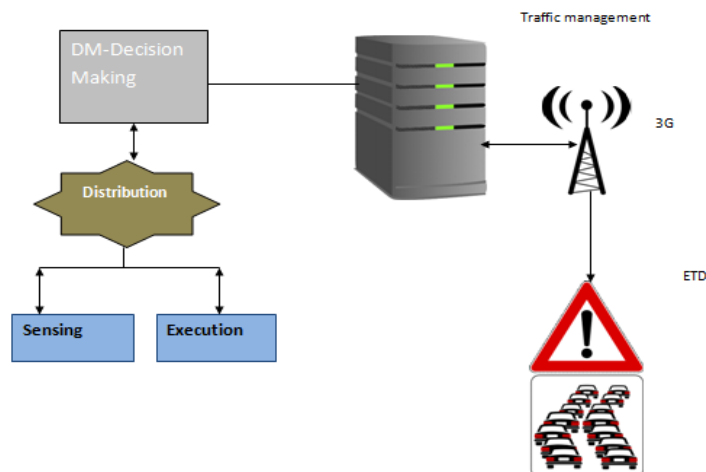 Traffic management
DM-Decision
Making
3G
Distribution
ETD
Sensing
Execution